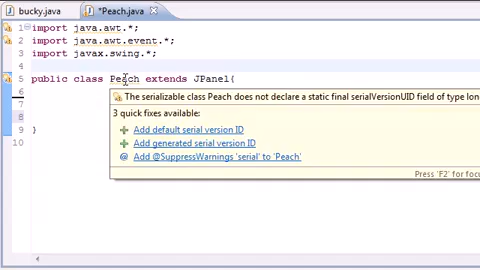 bucky.java
*Peach.java
1 import java.awt.*;
2 import java.awt.event.*;
3 import javax.swing.*;
4
5 public class Peach extends JPanel{
6
The serializable class Peach does not declare a static final serialVersionUID field of type lon
7
3 quick fixes available:
8
Add default serial version ID
9 }
Add generated serial version ID
10
@ Add @SuppressWarnings 'serial' to 'Peach'
Press 'F2' for focu